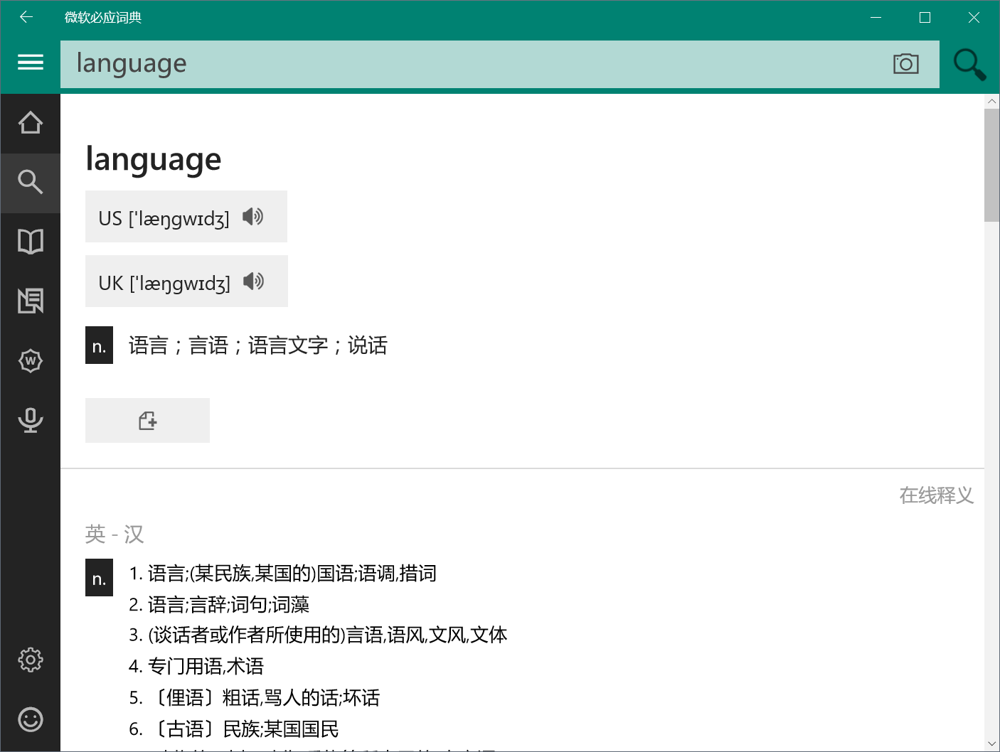 微软必应词典
language
language
US ['læŋgwɪdʒ]
UK ['læŋgwɪdʒ]
n. 语言；言语；语言文字；说话
在线释义
英 - 汉
n. 1. 语言;(某民族,某国的)国语;语调,措词
2. 语言;言辞;词句;词藻
3. (谈话者或作者所使用的)言语,语风,文风,文体
4. 专门用语,术语
5. 〔俚语〕粗话,骂人的话;坏话
6. 〔古语〕民族;某国国民